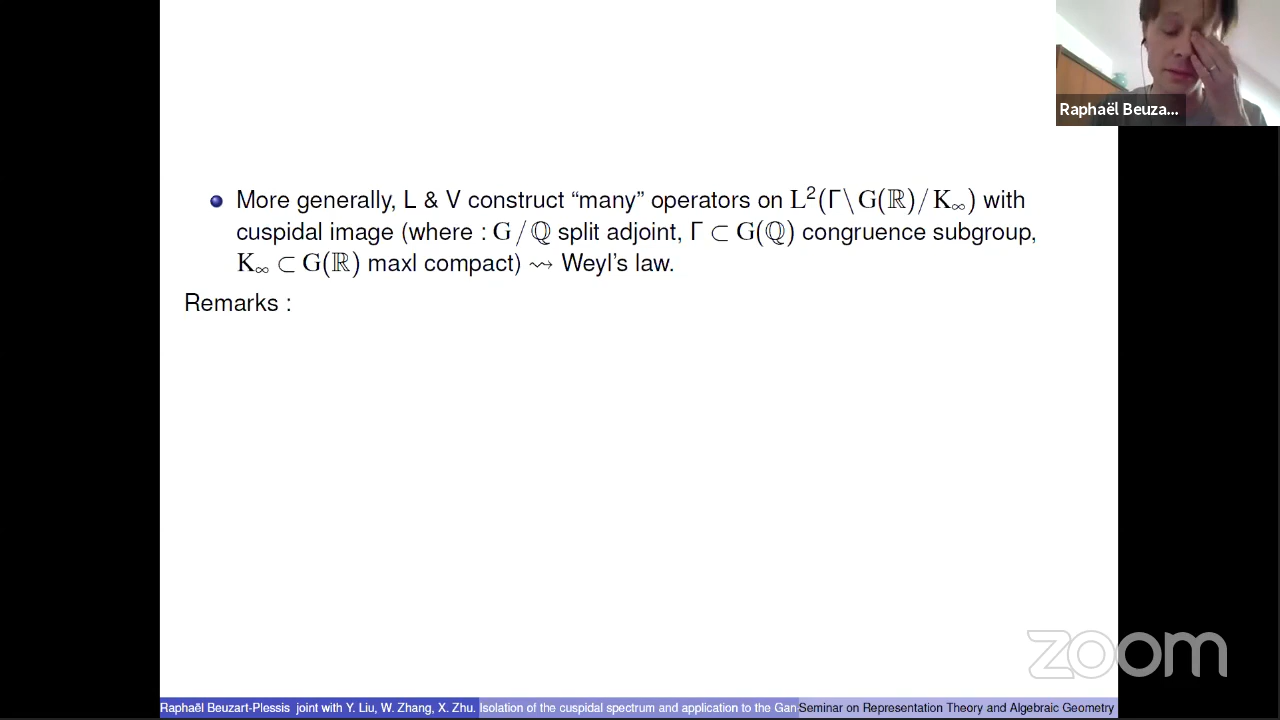 Raphaël Beuza...
• More generally, L & V construct “many” operators on L²(Γ\G(ℝ)/K∞) with
cuspidal image (where : G/ℚ split adjoint, Γ ⊂ G(ℚ) congruence subgroup,
K∞ ⊂ G(ℝ) maxl compact) ⇝ Weyl's law.
Remarks :
zoom
Raphaël Beuzart-Plessis joint with Y. Liu, W. Zhang, X. Zhu. Isolation of the cuspidal spectrum and application to the Gan- Seminar on Representation Theory and Algebraic Geometry